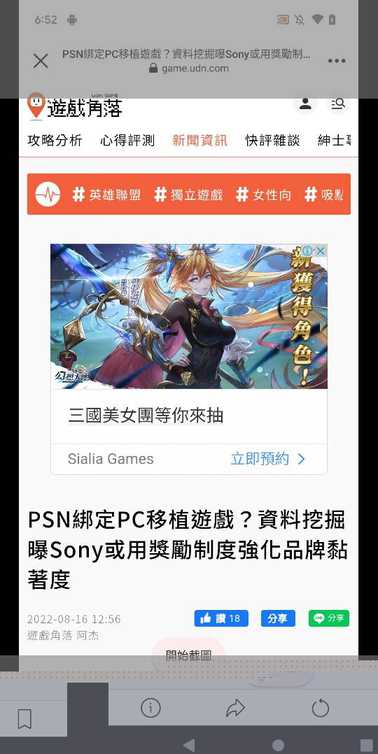 6:52
PSN綁定PC移植遊戲？資料挖掘曝Sony或用獎勵制...
game.udn.com
遊戲角落
攻略分析 心得評測 新聞資訊 快評雜談 紳士
#英雄聯盟 #獨立遊戲 #女性向 #吸點
新獲得角色！
三國美女團等你來抽
Sialia Games 立即預約
PSN綁定PC移植遊戲？資料挖掘
曝Sony或用獎勵制度強化品牌黏
著度
2022-08-16 12:56
讚 18 分享 分享
遊戲角落 阿杰
開始截圖